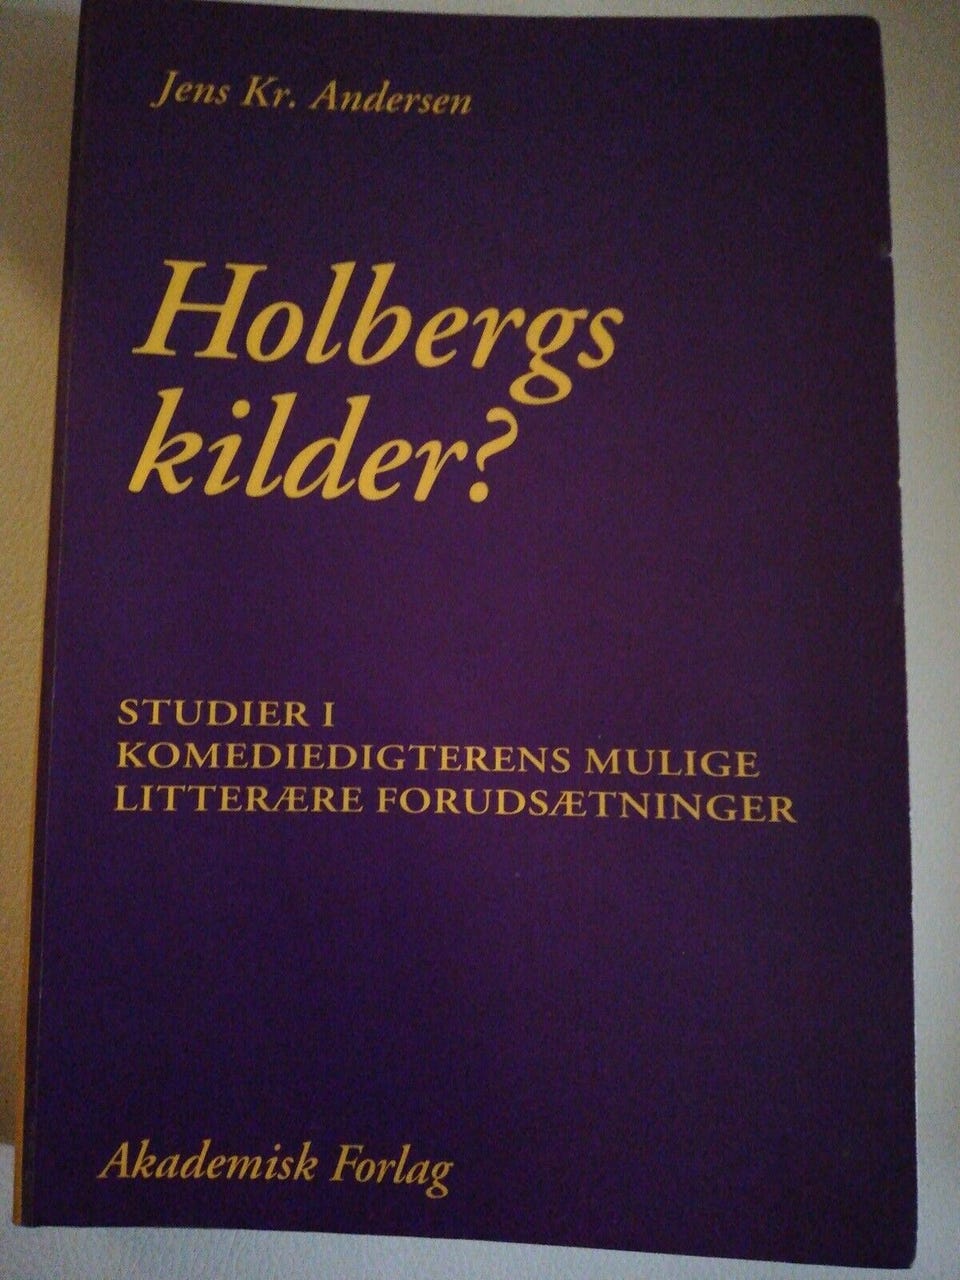 Jens Kr. Andersen
Holbergs
kilder?
STUDIER I
KOMEDIEDIGTERENS MULIGE
LITTERÆRE FORUDSÆTNINGER
Akademisk Forlag